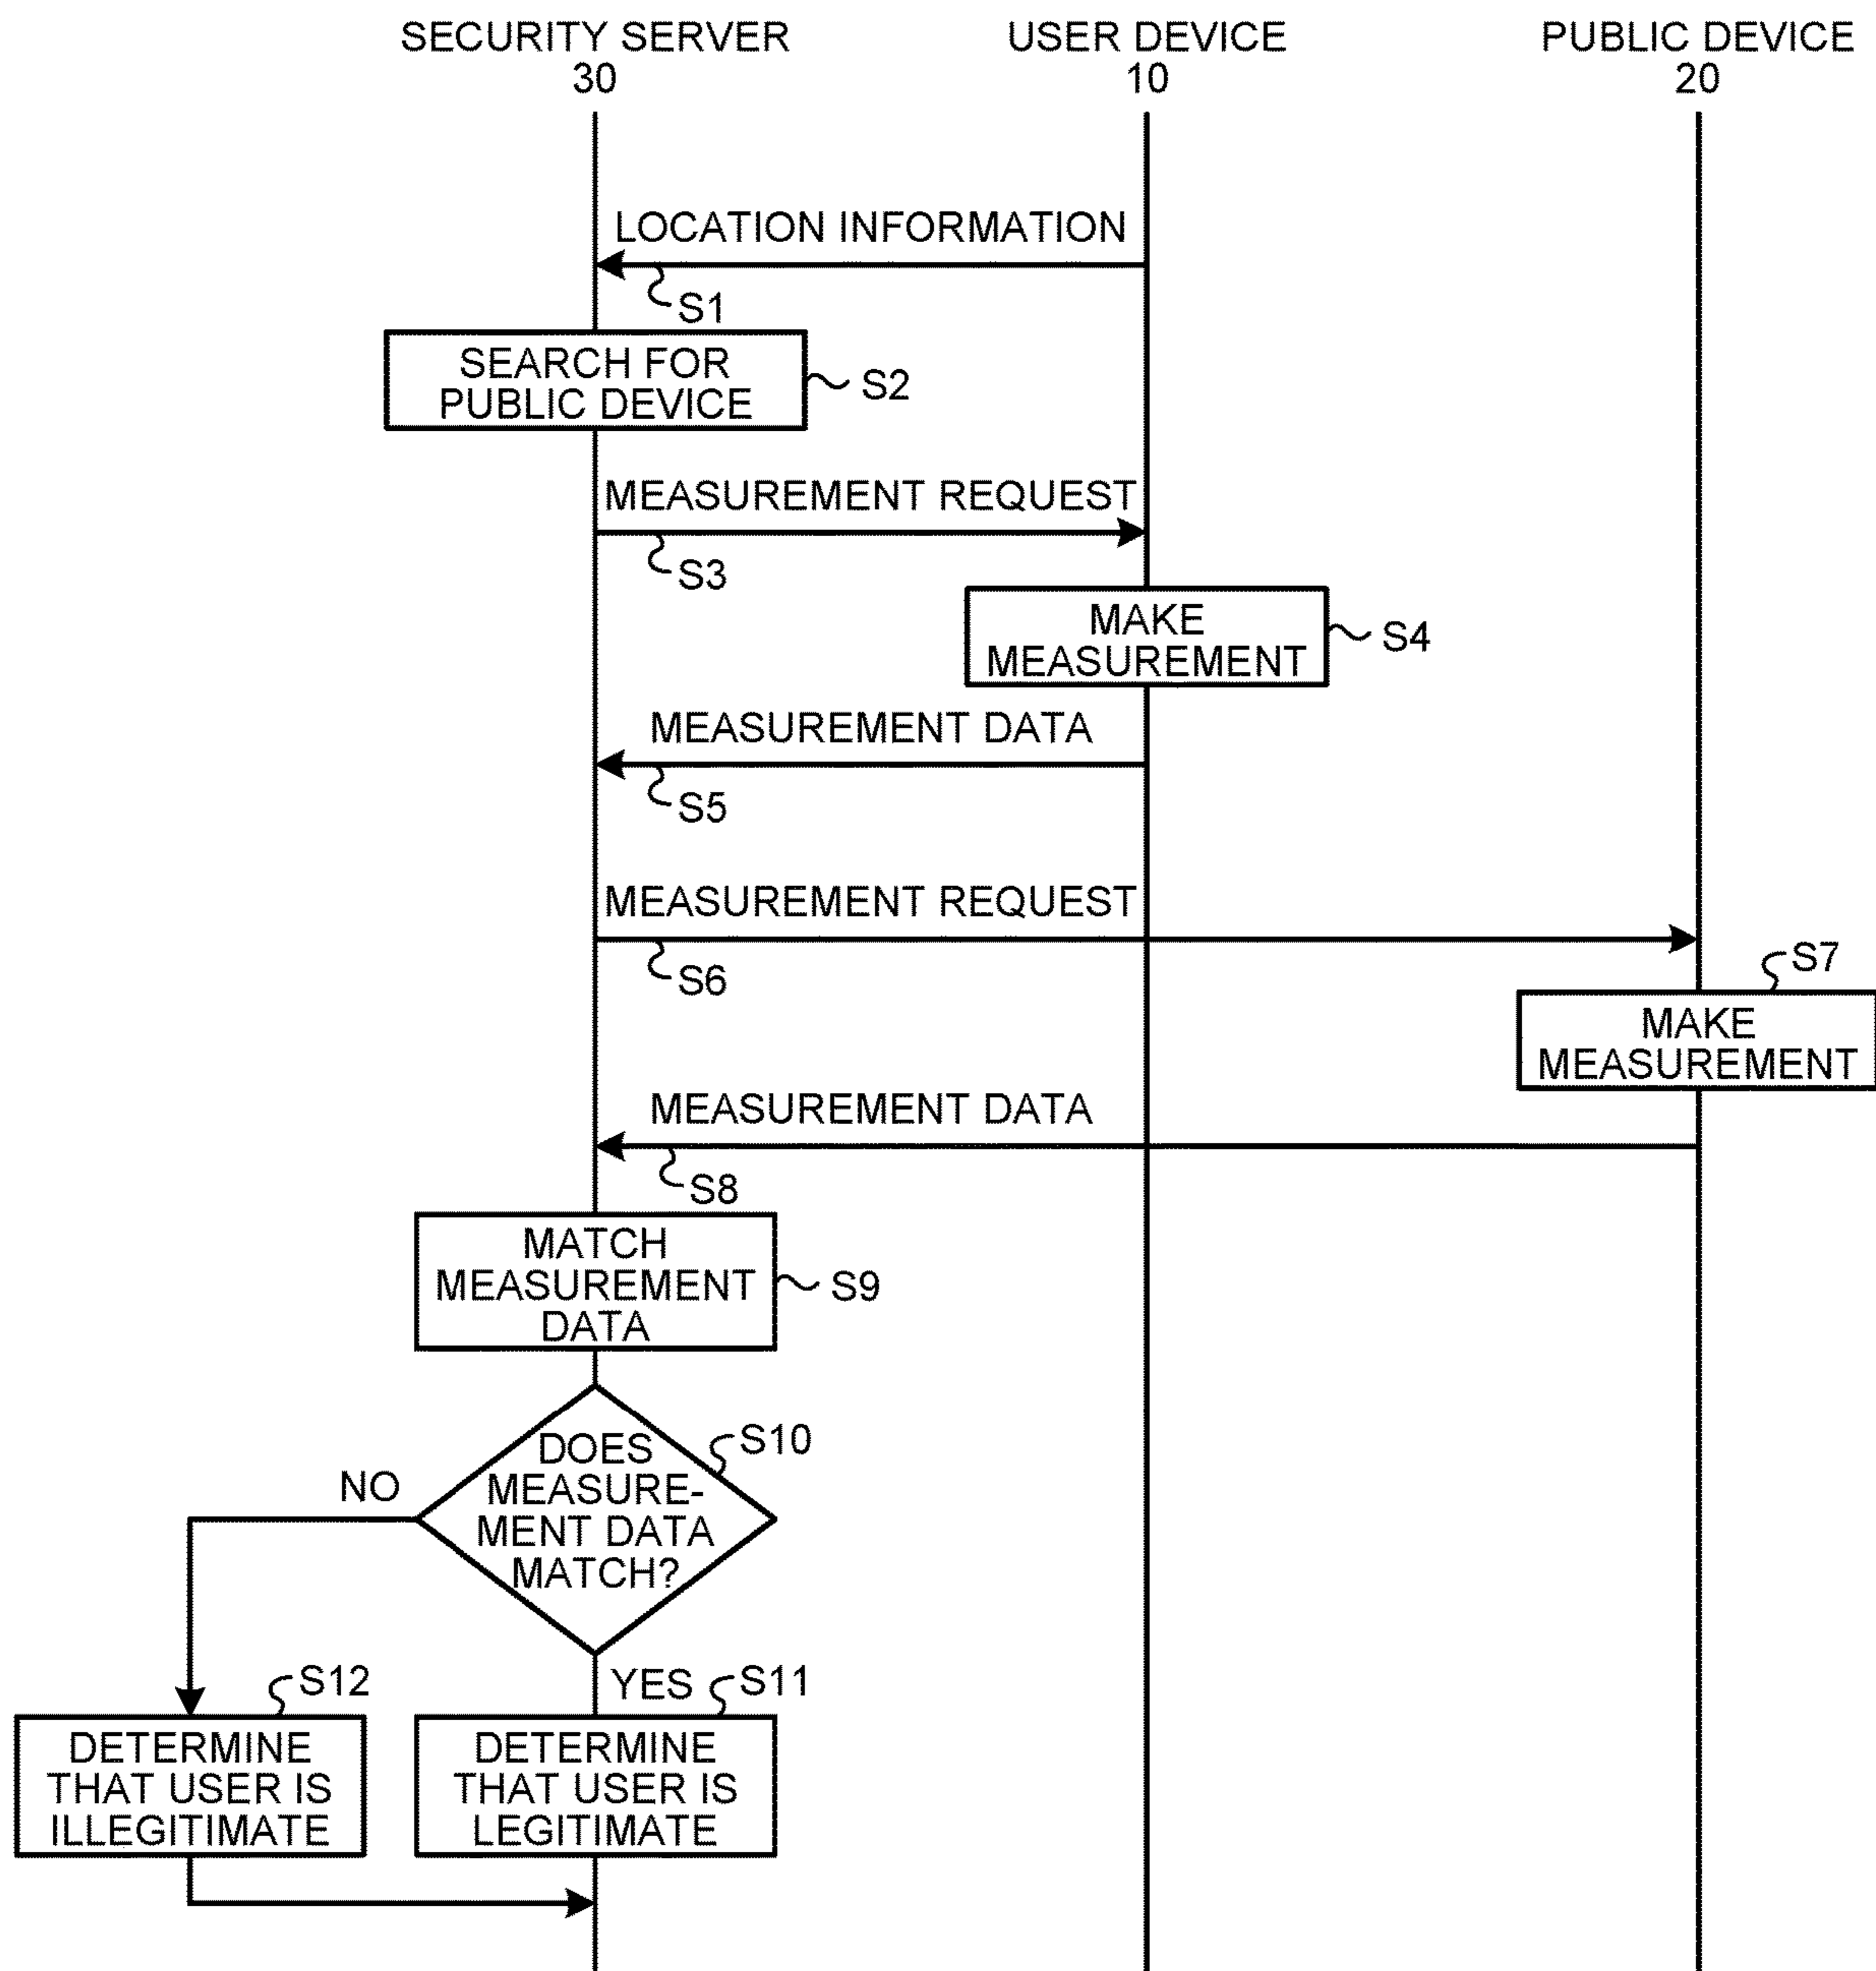 SECURITY SERVER
30
USER DEVICE
10
PUBLIC DEVICE
20
LOCATION INFORMATION
S1
SEARCH FOR
PUBLIC DEVICE
S2
MEASUREMENT REQUEST
S3
MAKE
MEASUREMENT
S4
MEASUREMENT DATA
S5
MEASUREMENT REQUEST
S6
S7
MAKE
MEASUREMENT
MEASUREMENT DATA
S8
MATCH
MEASUREMENT
DATA
S9
DOES
MEASURE-
MENT DATA
MATCH?
S10
NO
YES
S12
DETERMINE
THAT USER IS
ILLEGITIMATE
S11
DETERMINE
THAT USER IS
LEGITIMATE